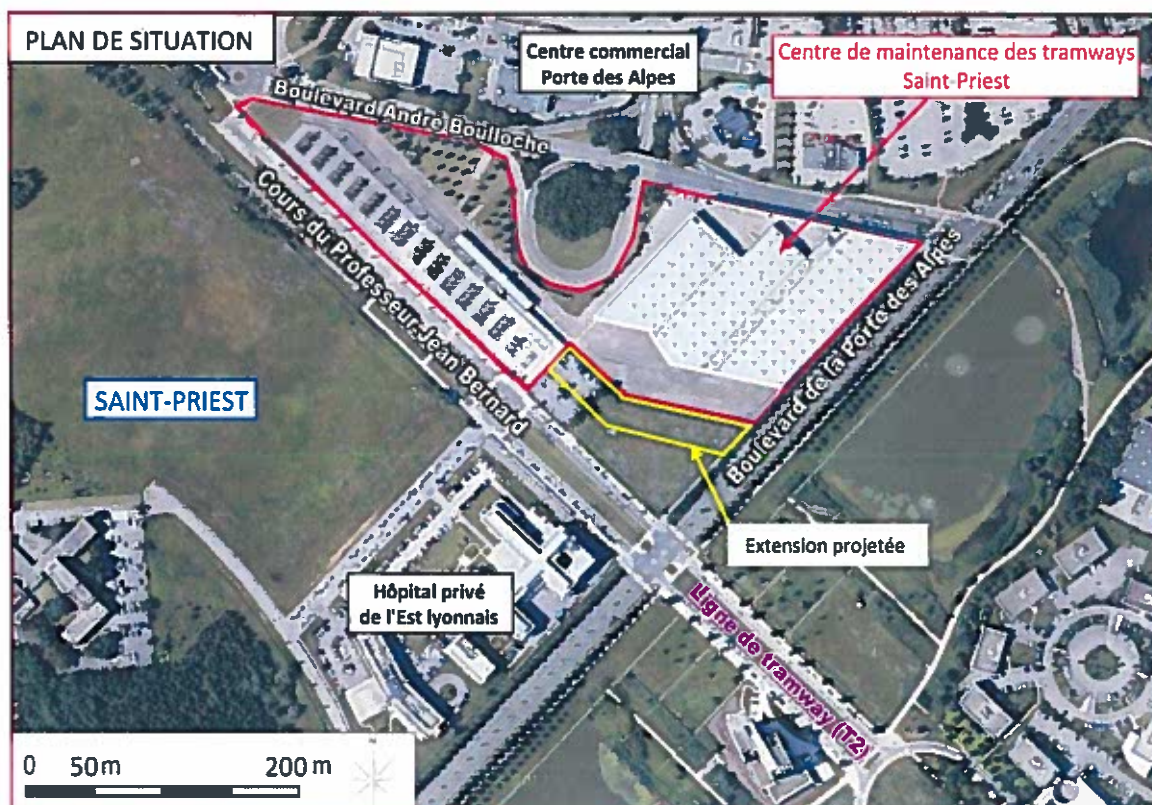 PLAN DE SITUATION
Centre commercial
Porte des Alpes
Centre de maintenance des tramways
Saint-Priest
Boulevard André Boulloche
Cours du Professeur Jean Bernard
Boulevard de la Porte des Alpes
SAINT-PRIEST
Extension projetée
Hôpital privé
de l'Est lyonnais
Ligne de tramway (T2)
0 50m 200 m